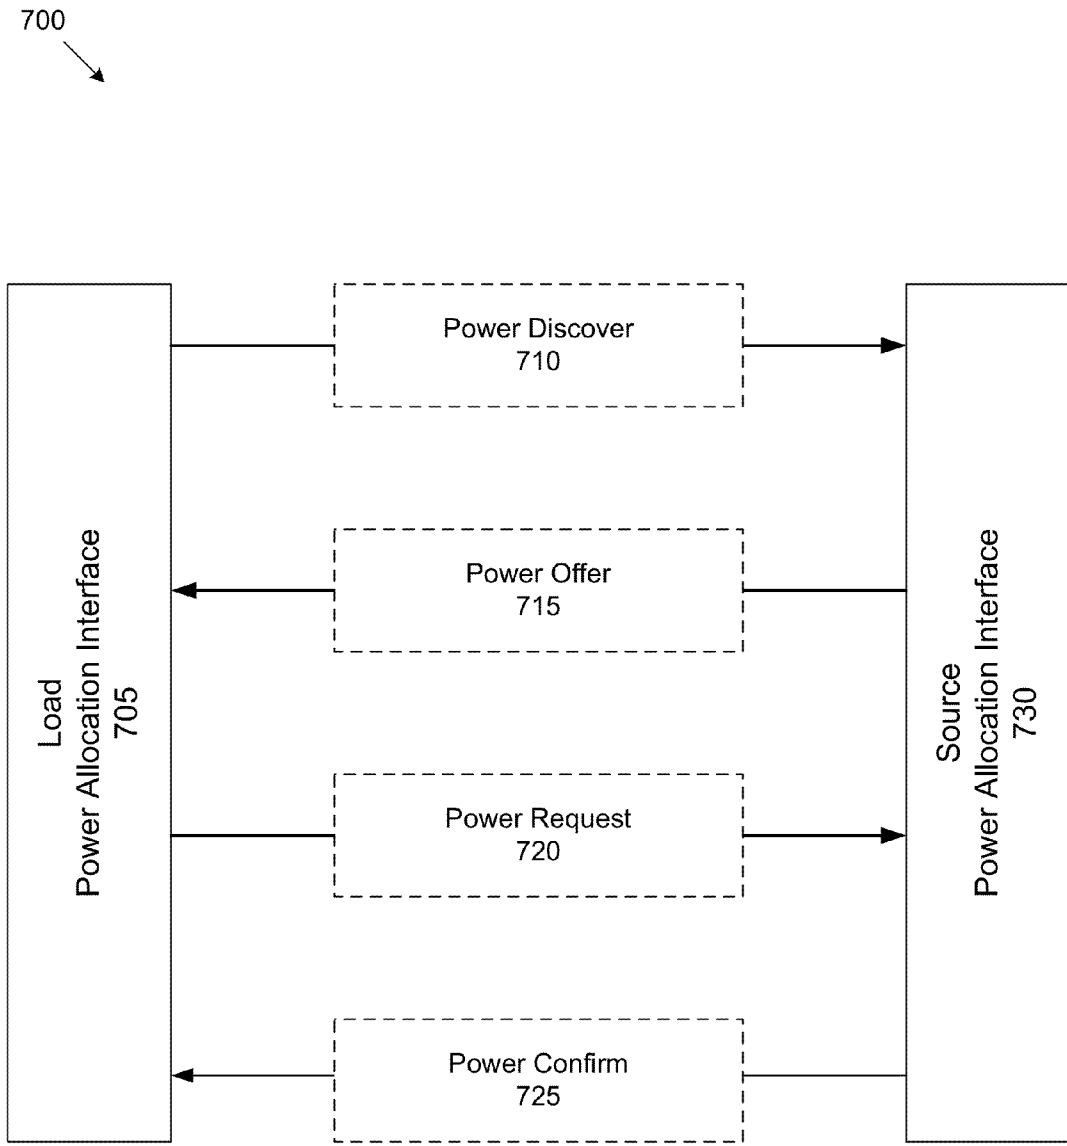 700
Power Discover
710
Power Offer
715
Load
Power Allocation Interface
705
Source
Power Allocation Interface
730
Power Request
720
Power Confirm
725